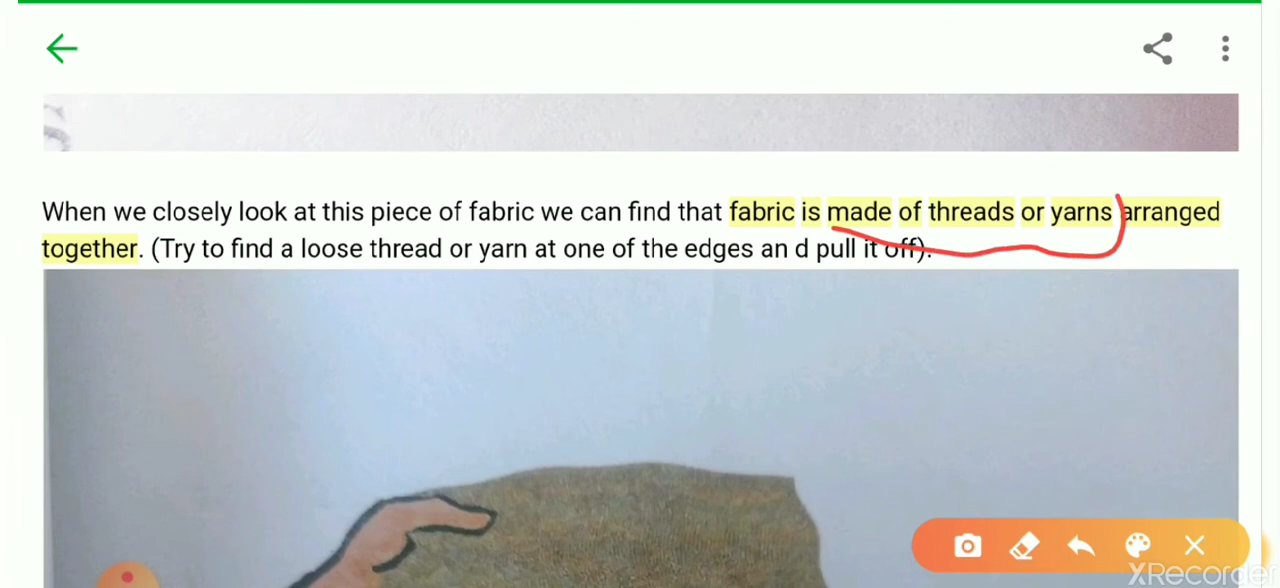 When we closely look at this piece of fabric we can find that fabric is made of threads or yarns arranged
together. (Try to find a loose thread or yarn at one of the edges an d pull it off).
XRecorder